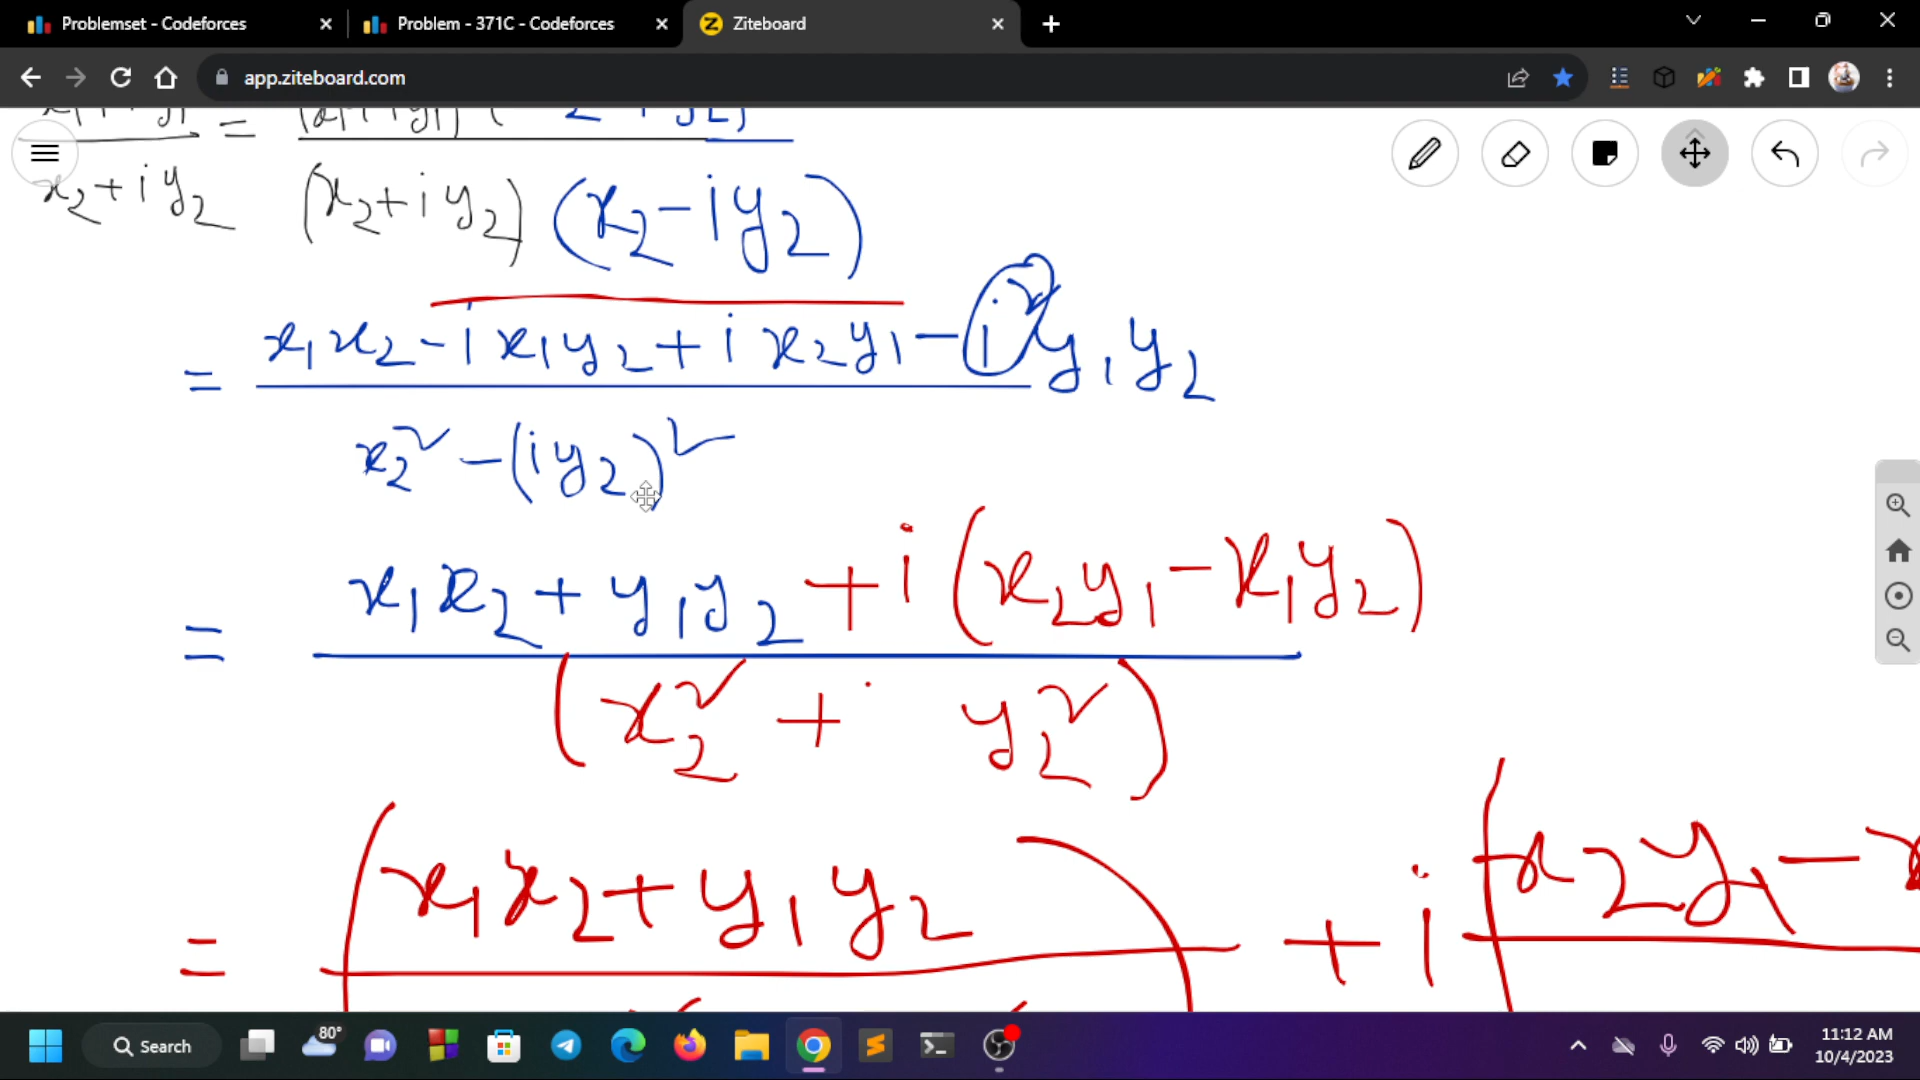 Problemset - Codeforces
Problem - 371C - Codeforces
Ziteboard
app.ziteboard.com
x₂+iy₂
(x₂+iy₂) (x₂-iy₂)
= x₁x₂-ix₁y₂+ix₂y₁-i²y₁y₂
x₂²-(iy₂)²
= x₁x₂+y₁y₂+i(x₂y₁-x₁y₂)
(x₂²+y₂²)
= (x₁x₂+y₁y₂ + i x₂y₁-
Search
80°
11:12 AM
10/4/2023